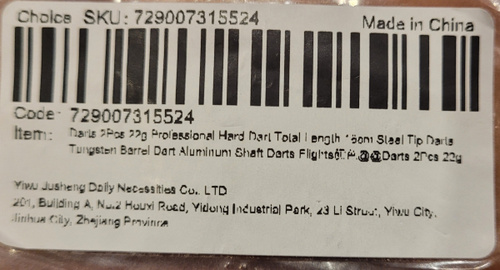 Choice SKU: 729007315524 Made in China
Code: 729007315524
Item: Darts 2Pcs 22g Professional Hard Dart Total Length 15cm Steel Tip Darts
Tungsten Barrel Dart Aluminum Shaft Darts Flights @@Darts 2Pcs 22g
Yiwu Jusheng Daily Necessities Co., LTD
201, Building A, No.2 Houxi Road, Yidong Industrial Park, 23 Li Street, Yiwu City,
Jinhua City, Zhejiang Province